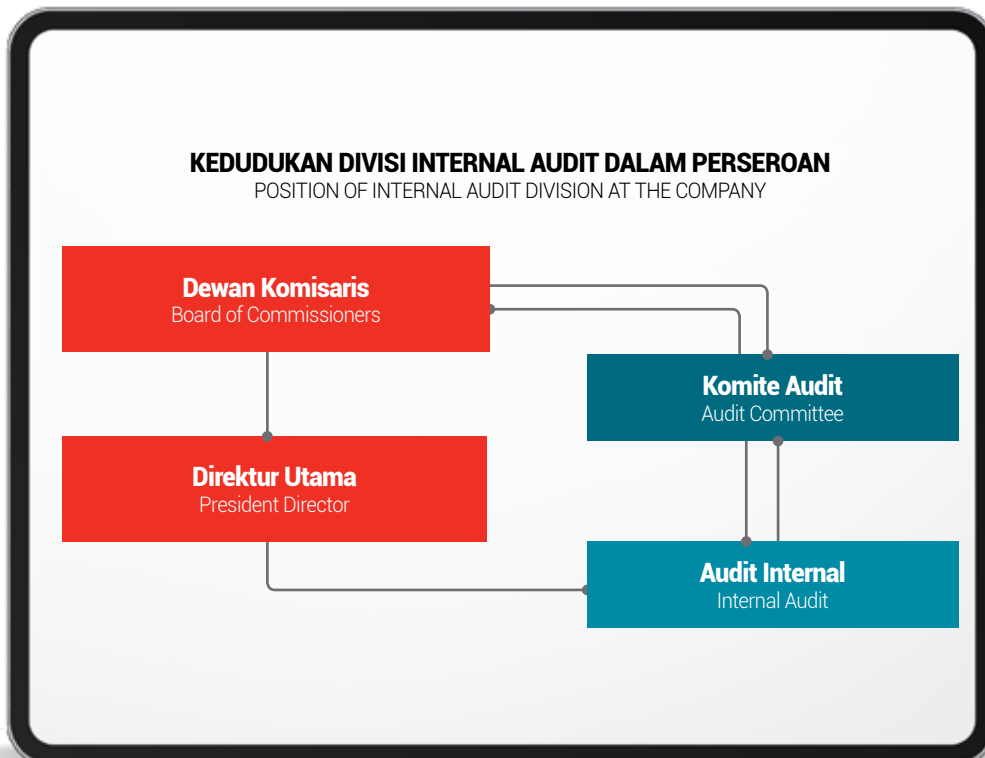 KEDUDUKAN DIVISI INTERNAL AUDIT DALAM PERSEROAN
POSITION OF INTERNAL AUDIT DIVISION AT THE COMPANY
Dewan Komisaris
Board of Commissioners
Komite Audit
Audit Committee
Direktur Utama
President Director
Audit Internal
Internal Audit